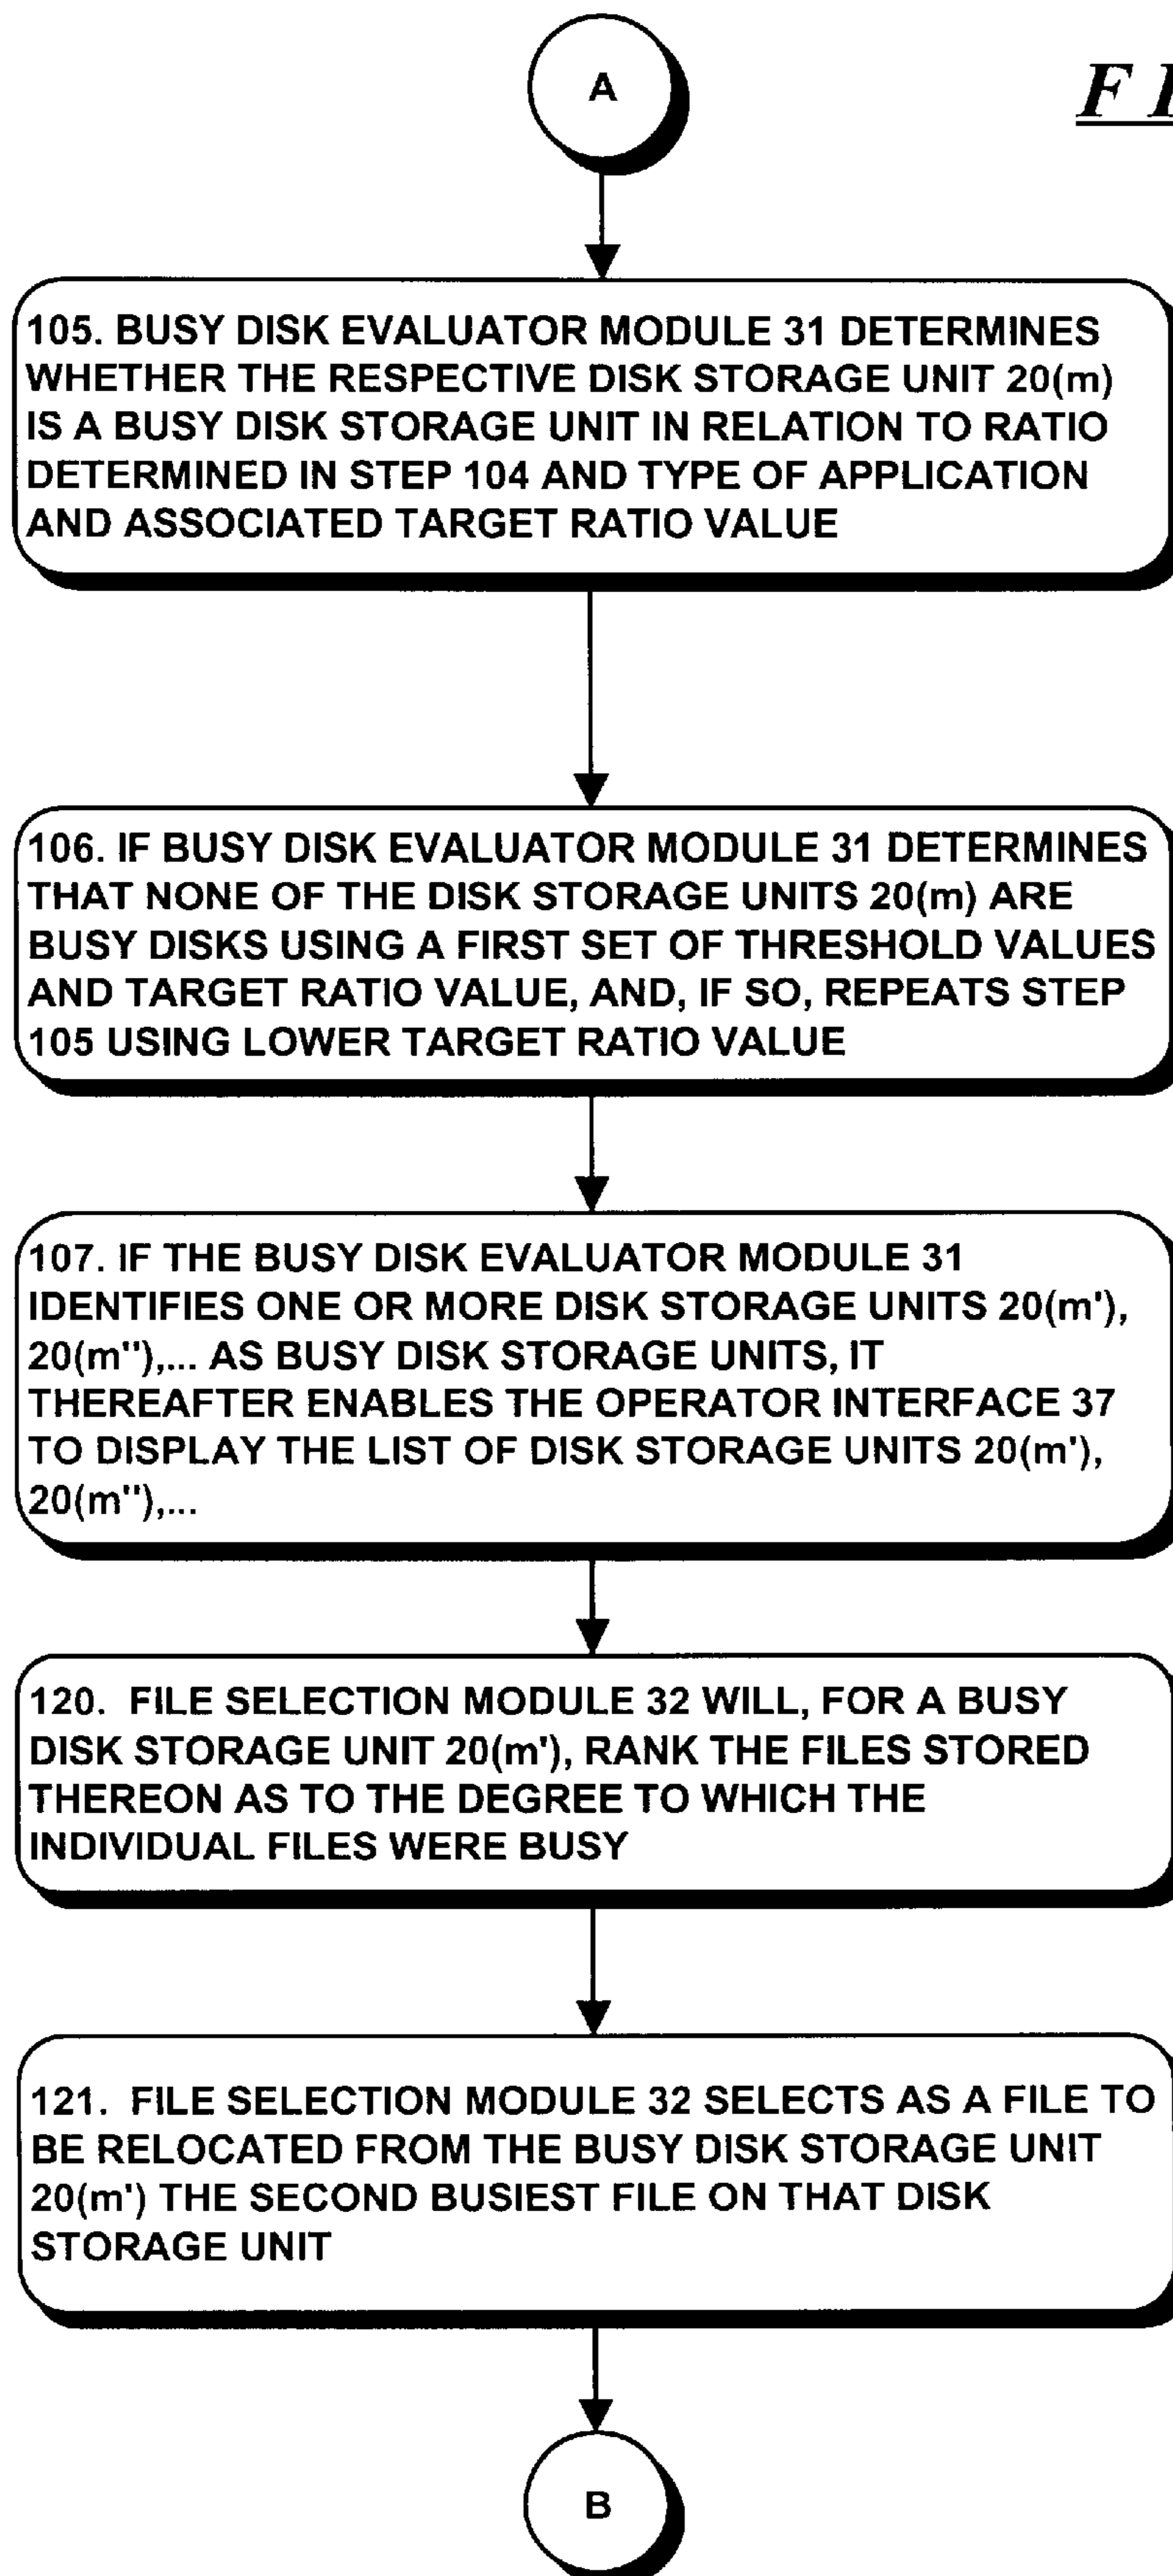 A
F I
105. BUSY DISK EVALUATOR MODULE 31 DETERMINES
WHETHER THE RESPECTIVE DISK STORAGE UNIT 20(m)
IS A BUSY DISK STORAGE UNIT IN RELATION TO RATIO
DETERMINED IN STEP 104 AND TYPE OF APPLICATION
AND ASSOCIATED TARGET RATIO VALUE
106. IF BUSY DISK EVALUATOR MODULE 31 DETERMINES
THAT NONE OF THE DISK STORAGE UNITS 20(m) ARE
BUSY DISKS USING A FIRST SET OF THRESHOLD VALUES
AND TARGET RATIO VALUE, AND, IF SO, REPEATS STEP
105 USING LOWER TARGET RATIO VALUE
107. IF THE BUSY DISK EVALUATOR MODULE 31
IDENTIFIES ONE OR MORE DISK STORAGE UNITS 20(m'),
20(m"),... AS BUSY DISK STORAGE UNITS, IT
THEREAFTER ENABLES THE OPERATOR INTERFACE 37
TO DISPLAY THE LIST OF DISK STORAGE UNITS 20(m'),
20(m"),...
120. FILE SELECTION MODULE 32 WILL, FOR A BUSY
DISK STORAGE UNIT 20(m'), RANK THE FILES STORED
THEREON AS TO THE DEGREE TO WHICH THE
INDIVIDUAL FILES WERE BUSY
121. FILE SELECTION MODULE 32 SELECTS AS A FILE TO
BE RELOCATED FROM THE BUSY DISK STORAGE UNIT
20(m') THE SECOND BUSIEST FILE ON THAT DISK
STORAGE UNIT
B